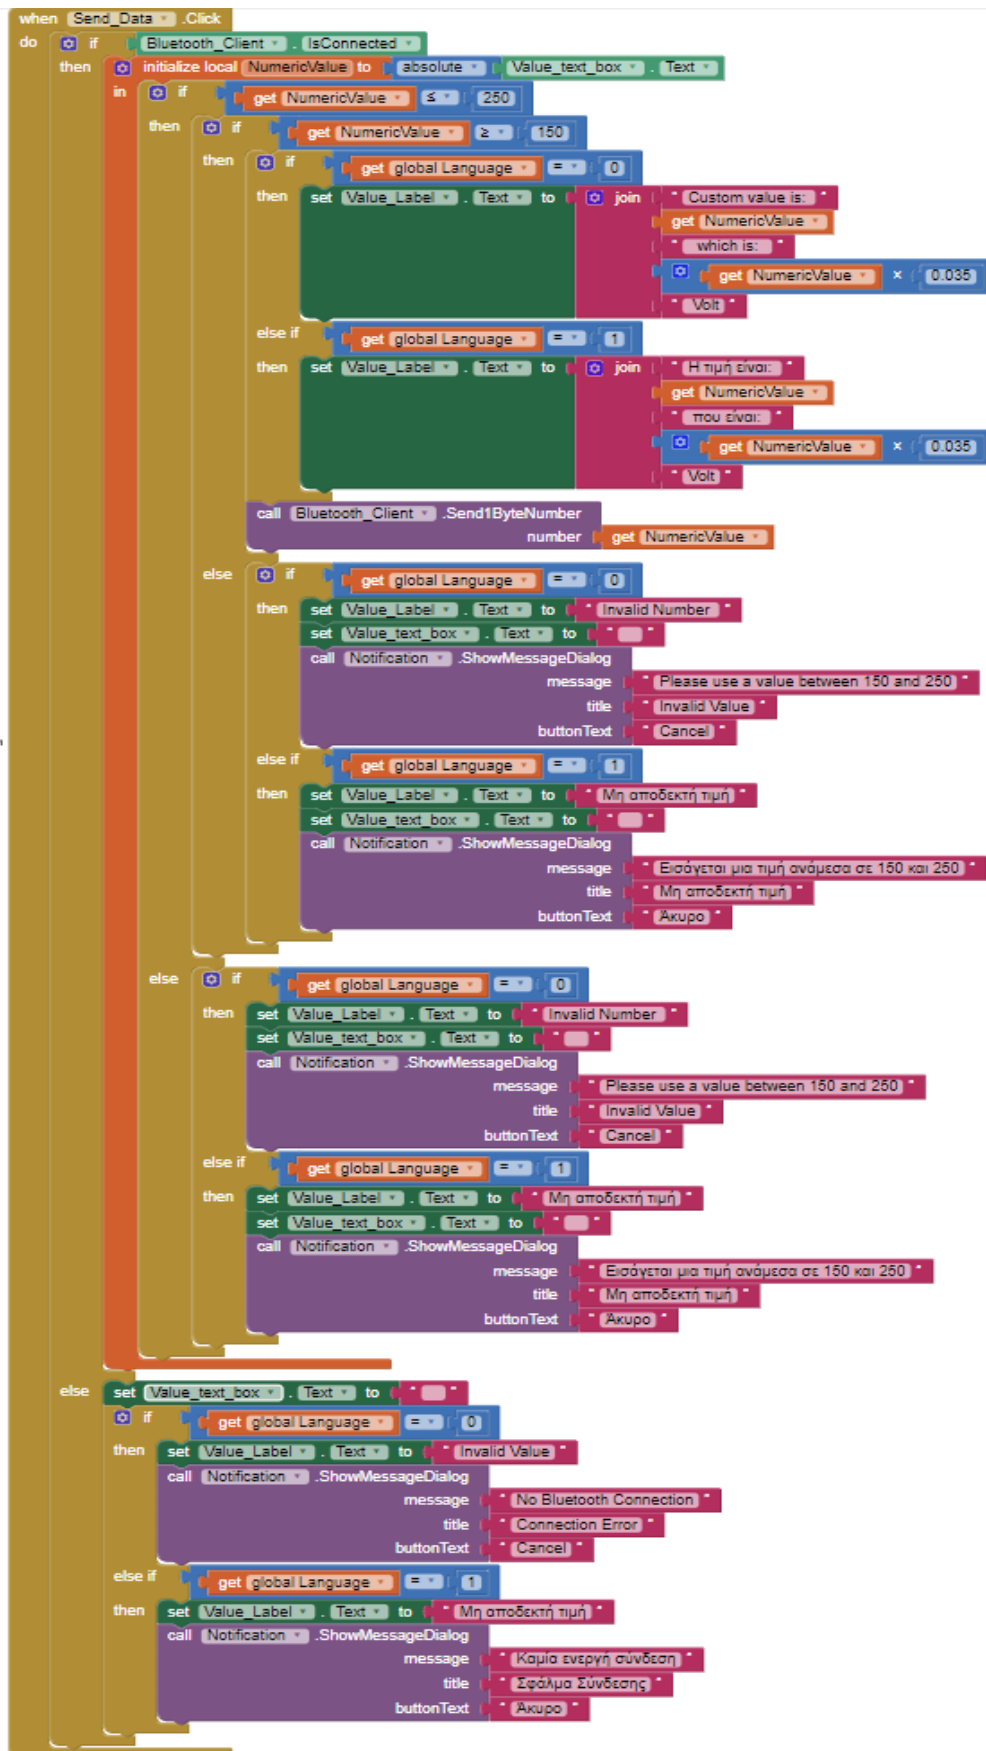 when Send_Data .Click
do if Bluetooth_Client . IsConnected
then initialize local NumericValue to absolute Value_text_box . Text
in if get NumericValue ≤ 250
then if get NumericValue ≥ 150
then if get global Language = 0
then set Value_Label . Text to join " Custom value is: "
get NumericValue
" which is: "
get NumericValue × 0.035
" Volt "
else if get global Language = 1
then set Value_Label . Text to join " Η τιμή είναι: "
get NumericValue
" που είναι: "
get NumericValue × 0.035
" Volt "
call Bluetooth_Client .Send1ByteNumber
number get NumericValue
else if get global Language = 0
then set Value_Label . Text to " Invalid Number "
set Value_text_box . Text to " "
call Notification .ShowMessageDialog
message " Please use a value between 150 and 250 "
title " Invalid Value "
buttonText " Cancel "
else if get global Language = 1
then set Value_Label . Text to " Μη αποδεκτή τιμή "
set Value_text_box . Text to " "
call Notification .ShowMessageDialog
message " Εισάγεται μια τιμή ανάμεσα σε 150 και 250 "
title " Μη αποδεκτή τιμή "
buttonText " Άκυρο "
else if get global Language = 0
then set Value_Label . Text to " Invalid Number "
set Value_text_box . Text to " "
call Notification .ShowMessageDialog
message " Please use a value between 150 and 250 "
title " Invalid Value "
buttonText " Cancel "
else if get global Language = 1
then set Value_Label . Text to " Μη αποδεκτή τιμή "
set Value_text_box . Text to " "
call Notification .ShowMessageDialog
message " Εισάγεται μια τιμή ανάμεσα σε 150 και 250 "
title " Μη αποδεκτή τιμή "
buttonText " Άκυρο "
else set Value_text_box . Text to " "
if get global Language = 0
then set Value_Label . Text to " Invalid Value "
call Notification .ShowMessageDialog
message " No Bluetooth Connection "
title " Connection Error "
buttonText " Cancel "
else if get global Language = 1
then set Value_Label . Text to " Μη αποδεκτή τιμή "
call Notification .ShowMessageDialog
message " Καμία ενεργή σύνδεση "
title " Σφάλμα Σύνδεσης "
buttonText " Άκυρο "